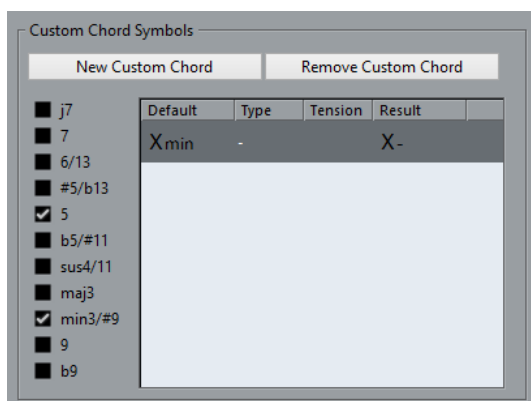 Custom Chord Symbols
New Custom Chord Remove Custom Chord
j7
7
6/13
#5/b13
5
b5/#11
sus4/11
maj3
min3/#9
9
b9
Default Type Tension Result
Xmin - X-